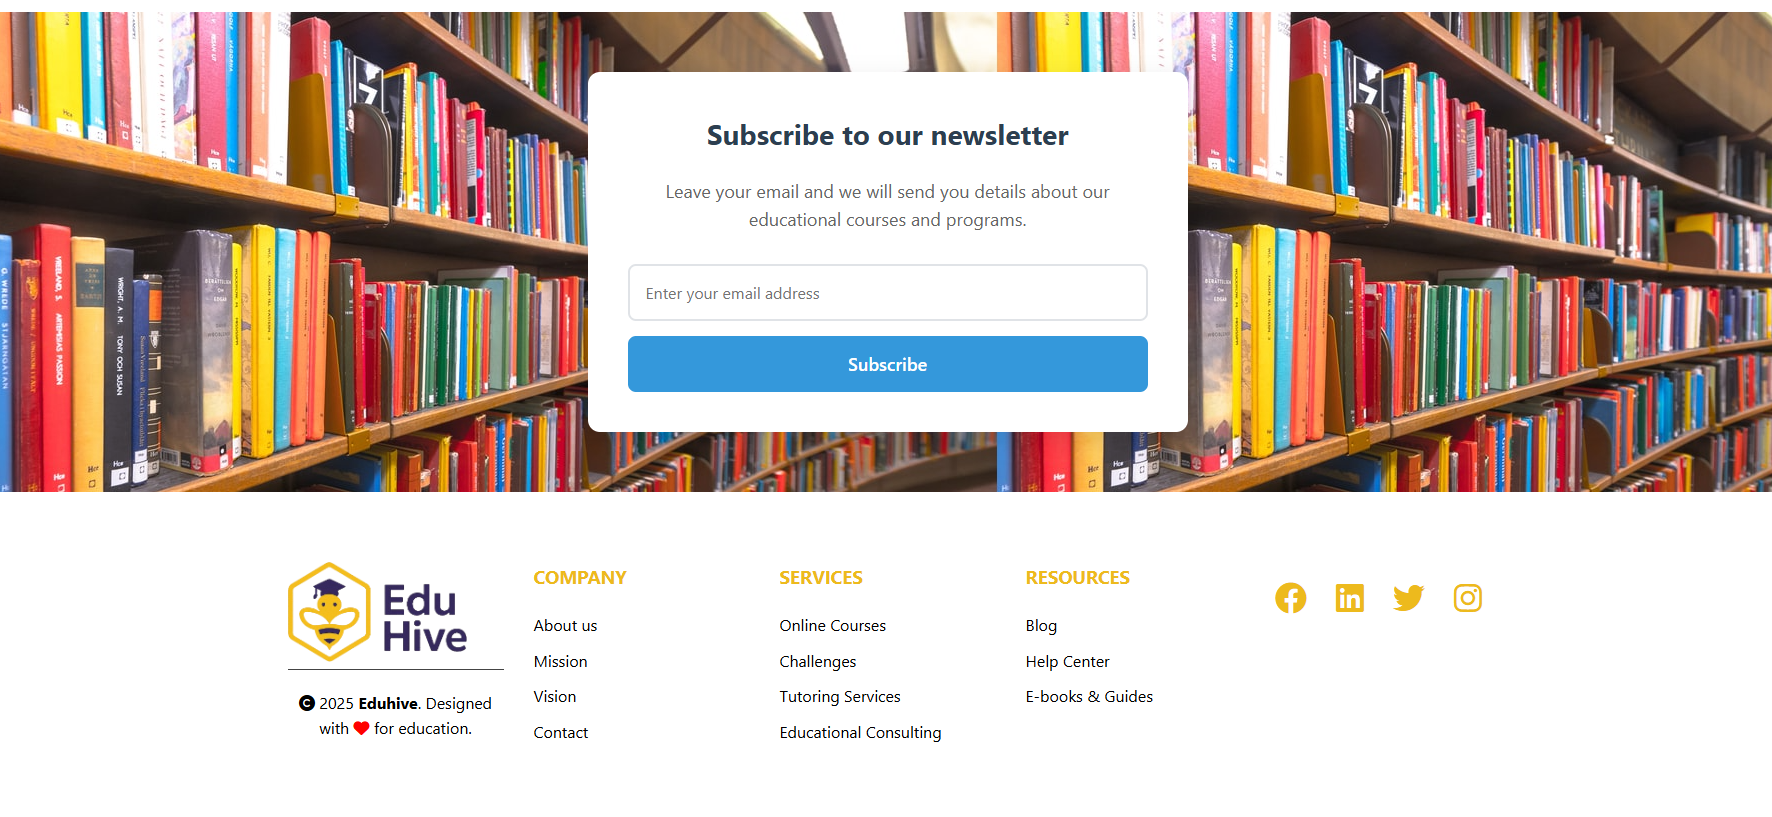 Subscribe to our newsletter
Leave your email and we will send you details about our
educational courses and programs.
Enter your email address
Subscribe
Edu
Hive
© 2025 Eduhive. Designed
with ❤ for education.
COMPANY
About us
Mission
Vision
Contact
SERVICES
Online Courses
Challenges
Tutoring Services
Educational Consulting
RESOURCES
Blog
Help Center
E-books & Guides